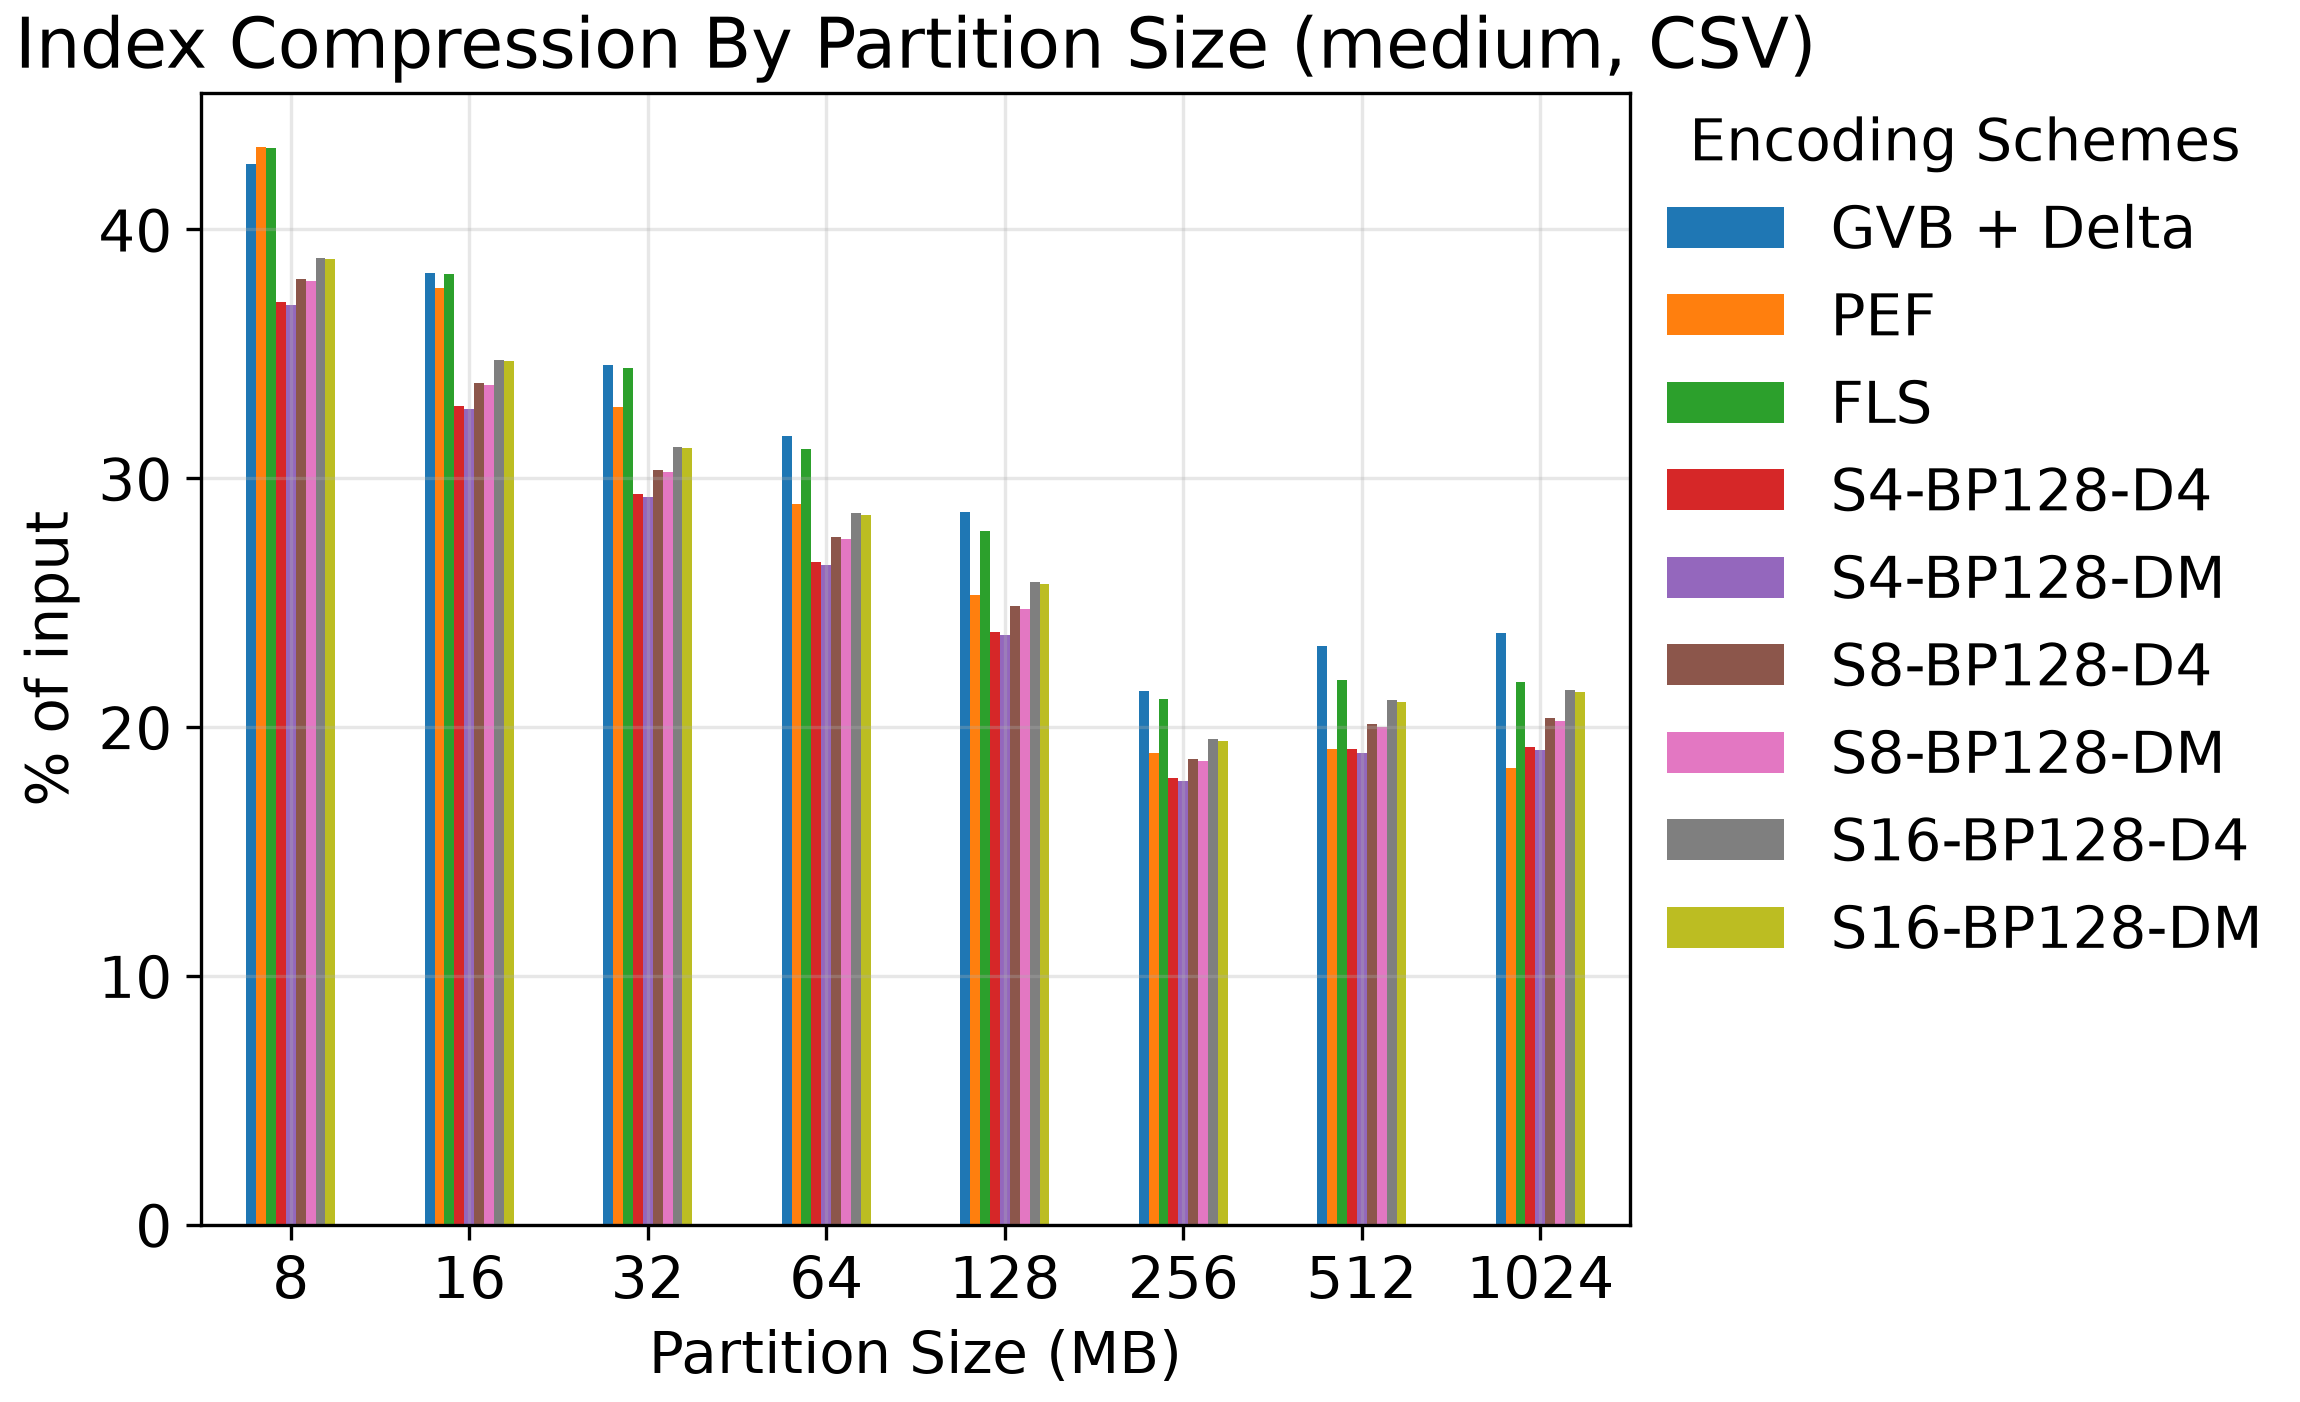 Index Compression By Partition Size (medium, CSV)
Encoding Schemes
GVB + Delta
PEF
FLS
S4-BP128-D4
S4-BP128-DM
S8-BP128-D4
S8-BP128-DM
S16-BP128-D4
S16-BP128-DM
% of input
40
30
20
10
0
8 16 32 64 128 256 512 1024
Partition Size (MB)